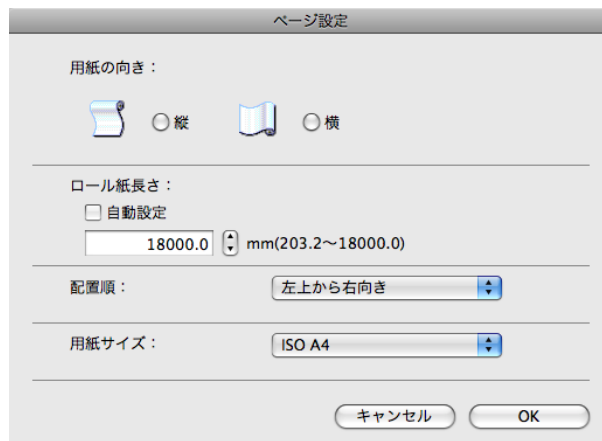 ページ設定
用紙の向き：
縦 横
ロール紙長さ：
自動設定
18000.0 mm(203.2～18000.0)
配置順： 左上から右向き
用紙サイズ： ISO A4
キャンセル OK